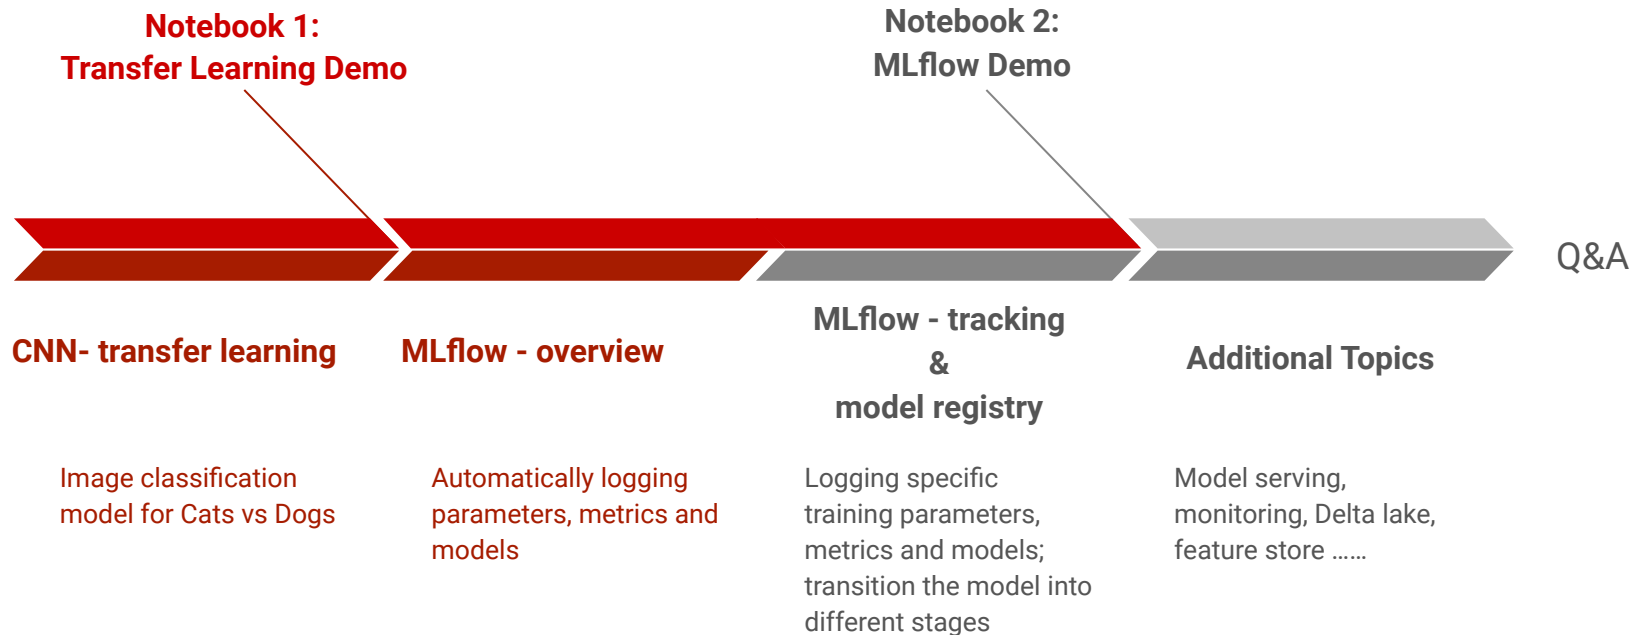 Notebook 1:
Transfer Learning Demo
Notebook 2:
MLflow Demo
Q&A
CNN- transfer learning
MLflow - overview
MLflow - tracking
&
model registry
Additional Topics
Image classification
model for Cats vs Dogs
Automatically logging
parameters, metrics and
models
Logging specific
training parameters,
metrics and models;
transition the model into
different stages
Model serving,
monitoring, Delta lake,
feature store ......